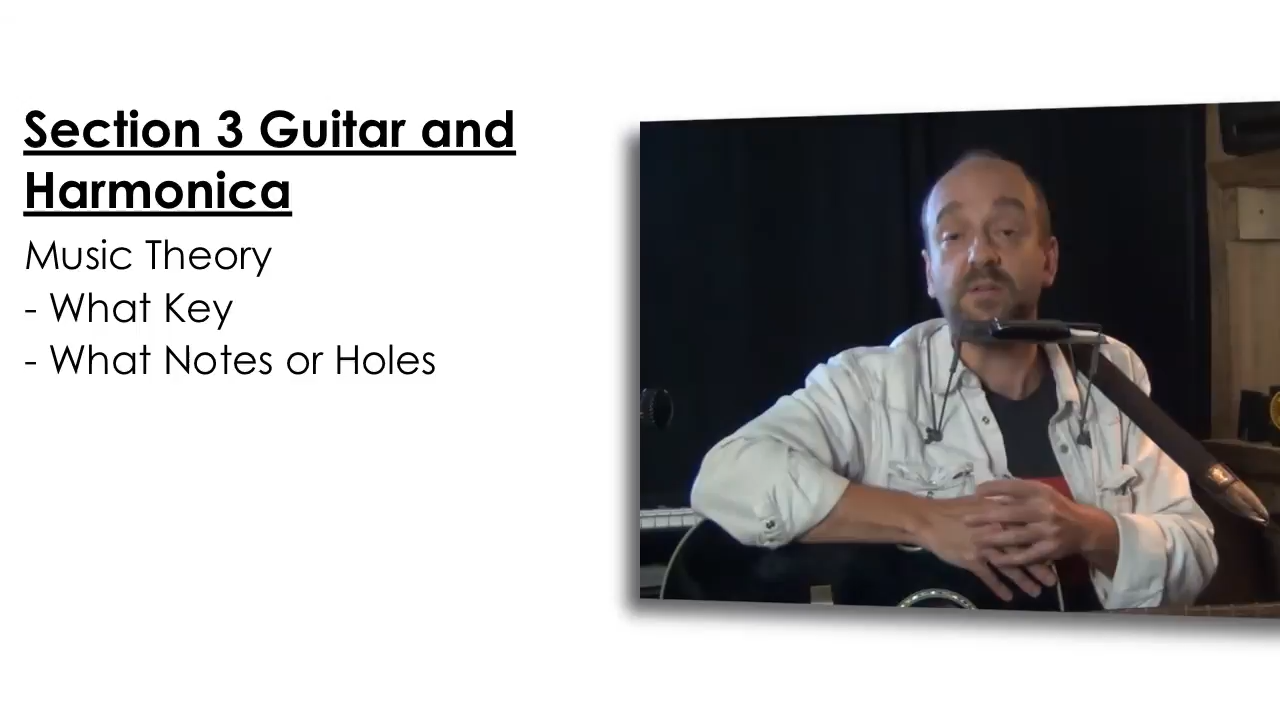 Section 3 Guitar and
Harmonica
Music Theory
- What Key
- What Notes or Holes